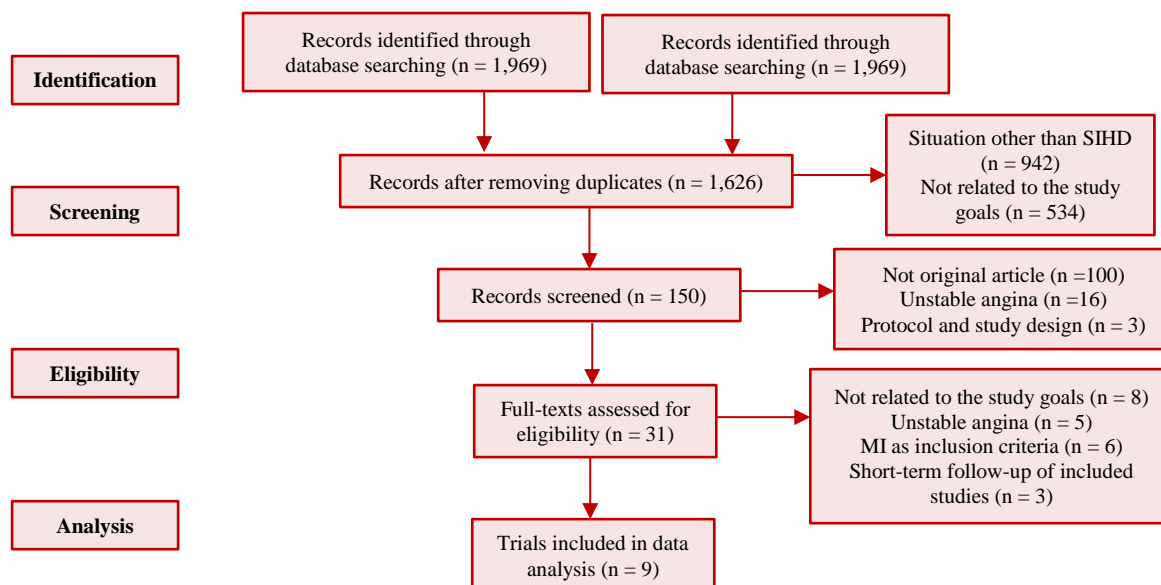 Identification
Records identified through
database searching (n = 1,969)
Records identified through
database searching (n = 1,969)
Situation other than SIHD
(n = 942)
Not related to the study
goals (n = 534)
Records after removing duplicates (n = 1,626)
Screening
Records screened (n = 150)
Not original article (n =100)
Unstable angina (n =16)
Protocol and study design (n = 3)
Eligibility
Full-texts assessed for
eligibility (n = 31)
Not related to the study goals (n = 8)
Unstable angina (n = 5)
MI as inclusion criteria (n = 6)
Short-term follow-up of included
studies (n = 3)
Analysis
Trials included in data
analysis (n = 9)